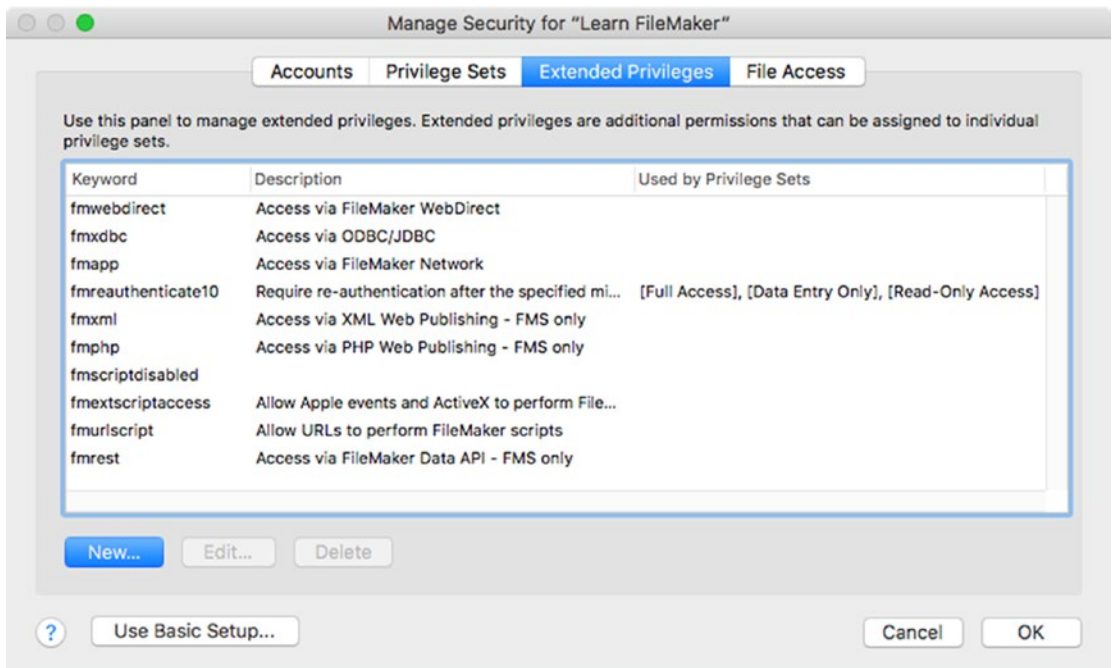 Manage Security for “Learn FileMaker“
Accounts Privilege Sets Extended Privileges File Access
Use this panel to manage extended privileges. Extended privileges are additional permissions that can be assigned to individual
privilege sets.
Keyword Description Used by Privilege Sets
fmwebdirect Access via FileMaker WebDirect
fmxdbc Access via ODBC/JDBC
fmapp Access via FileMaker Network
fmreauthenticate10 Require re-authentication after the specified mi... [Full Access], [Data Entry Only], [Read-Only Access]
fmxml Access via XML Web Publishing - FMS only
fmphp Access via PHP Web Publishing - FMS only
fmscriptdisabled
fmextscriptaccess Allow Apple events and ActiveX to perform File...
fmurlscript Allow URLs to perform FileMaker scripts
fmrest Access via FileMaker Data API - FMS only
New... Edit... Delete
? Use Basic Setup... Cancel OK